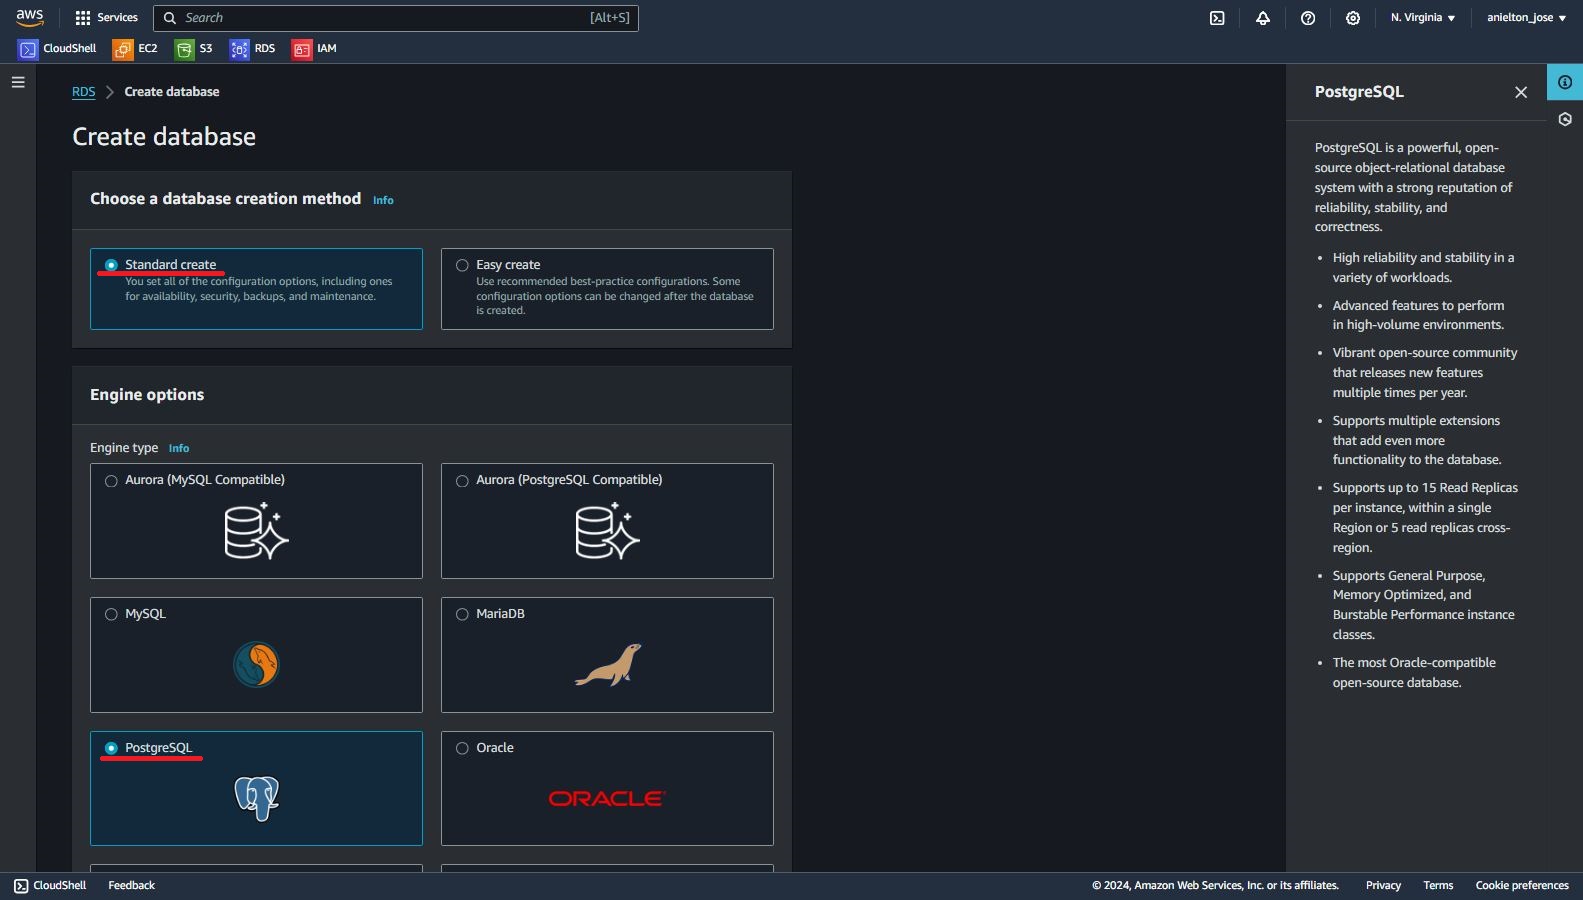 aws
Services
Search
[Alt+S]
N. Virginia
anielton_jose
CloudShell
EC2
S3
RDS
IAM
RDS
Create database
Create database
Choose a database creation method Info
Standard create
You set all of the configuration options, including ones
for availability, security, backups, and maintenance.
Easy create
Use recommended best-practice configurations. Some
configuration options can be changed after the database
is created.
Engine options
Engine type Info
Aurora (MySQL Compatible)
Aurora (PostgreSQL Compatible)
MySQL
MariaDB
PostgreSQL
Oracle
ORACLE
PostgreSQL
PostgreSQL is a powerful, open-
source object-relational database
system with a strong reputation of
reliability, stability, and
correctness.
• High reliability and stability in a
variety of workloads.
• Advanced features to perform
in high-volume environments.
• Vibrant open-source community
that releases new features
multiple times per year.
• Supports multiple extensions
that add even more
functionality to the database.
• Supports up to 15 Read Replicas
per instance, within a single
Region or 5 read replicas cross-
region.
• Supports General Purpose,
Memory Optimized, and
Burstable Performance instance
classes.
• The most Oracle-compatible
open-source database.
CloudShell
Feedback
© 2024, Amazon Web Services, Inc. or its affiliates.
Privacy
Terms
Cookie preferences